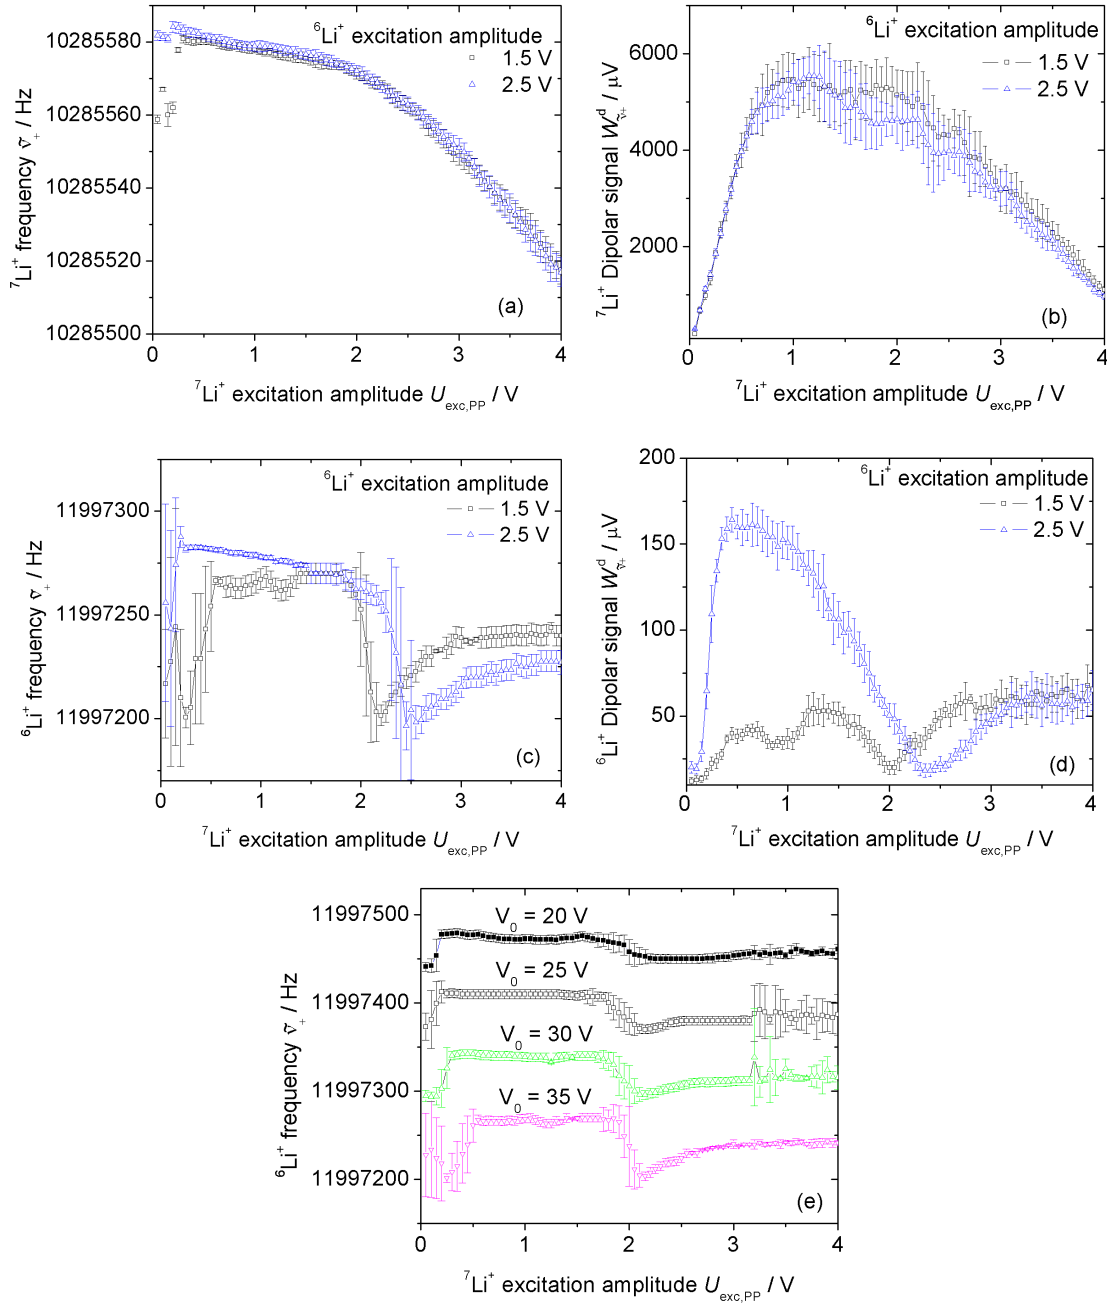 ⁶Li⁺ excitation amplitude
1.5 V
2.5 V
10285580
10285560
10285540
10285520
10285500
⁷Li⁺ frequency ν̃₊ / Hz
(a)
0 1 2 3 4
⁷Li⁺ excitation amplitude U exc,PP / V
⁶Li⁺ excitation amplitude
1.5 V
2.5 V
6000
4000
2000
⁷Li⁺ Dipolar signal W^d_ν̃₊ / μV
(b)
0 1 2 3 4
⁷Li⁺ excitation amplitude U exc,PP / V
⁶Li⁺ excitation amplitude
1.5 V
2.5 V
11997300
11997250
11997200
⁶Li⁺ frequency ν̃₊ / Hz
(c)
0 1 2 3 4
⁷Li⁺ excitation amplitude U exc,PP / V
⁶Li⁺ excitation amplitude
1.5 V
2.5 V
200
150
100
50
⁶Li⁺ Dipolar signal W^d_ν̃₊ / μV
(d)
0 1 2 3 4
⁷Li⁺ excitation amplitude U exc,PP / V
11997500
11997400
11997300
11997200
⁶Li⁺ frequency ν̃₊ / Hz
V₀ = 20 V
V₀ = 25 V
V₀ = 30 V
V₀ = 35 V
(e)
0 1 2 3 4
⁷Li⁺ excitation amplitude U exc,PP / V